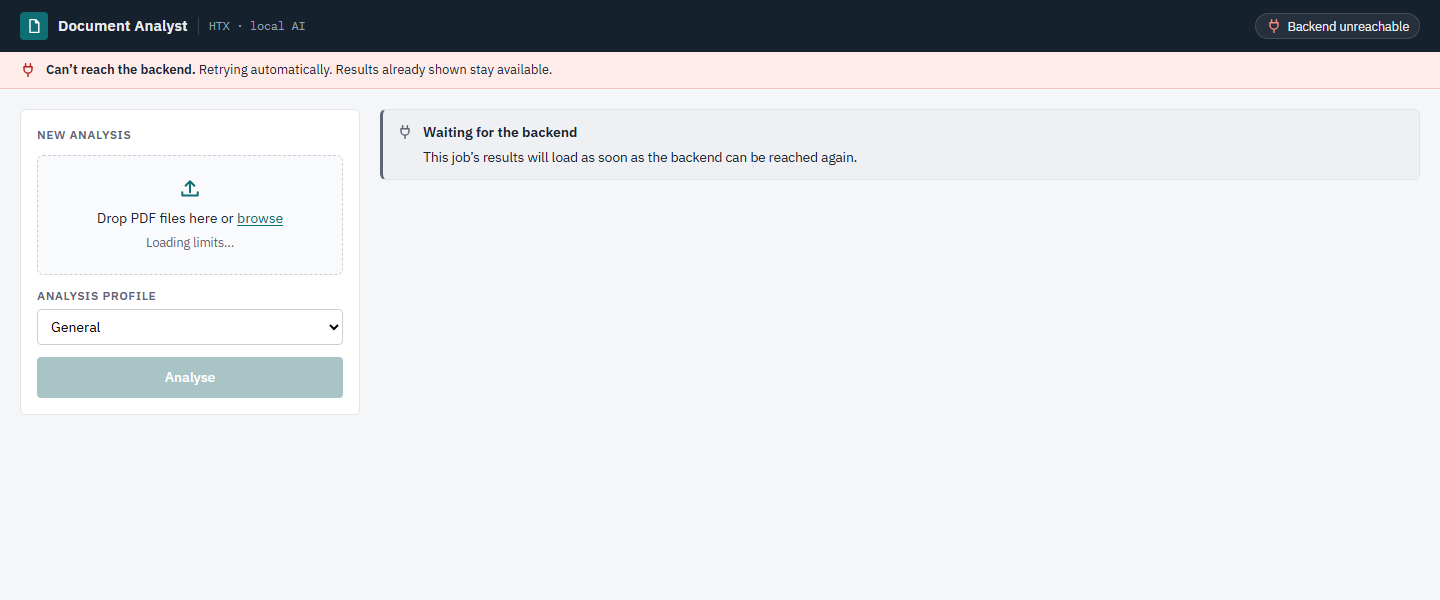 Document Analyst HTX · local AI Backend unreachable
Can’t reach the backend. Retrying automatically. Results already shown stay available.
NEW ANALYSIS
Drop PDF files here or browse
Loading limits…
ANALYSIS PROFILE
General
Analyse
Waiting for the backend
This job’s results will load as soon as the backend can be reached again.